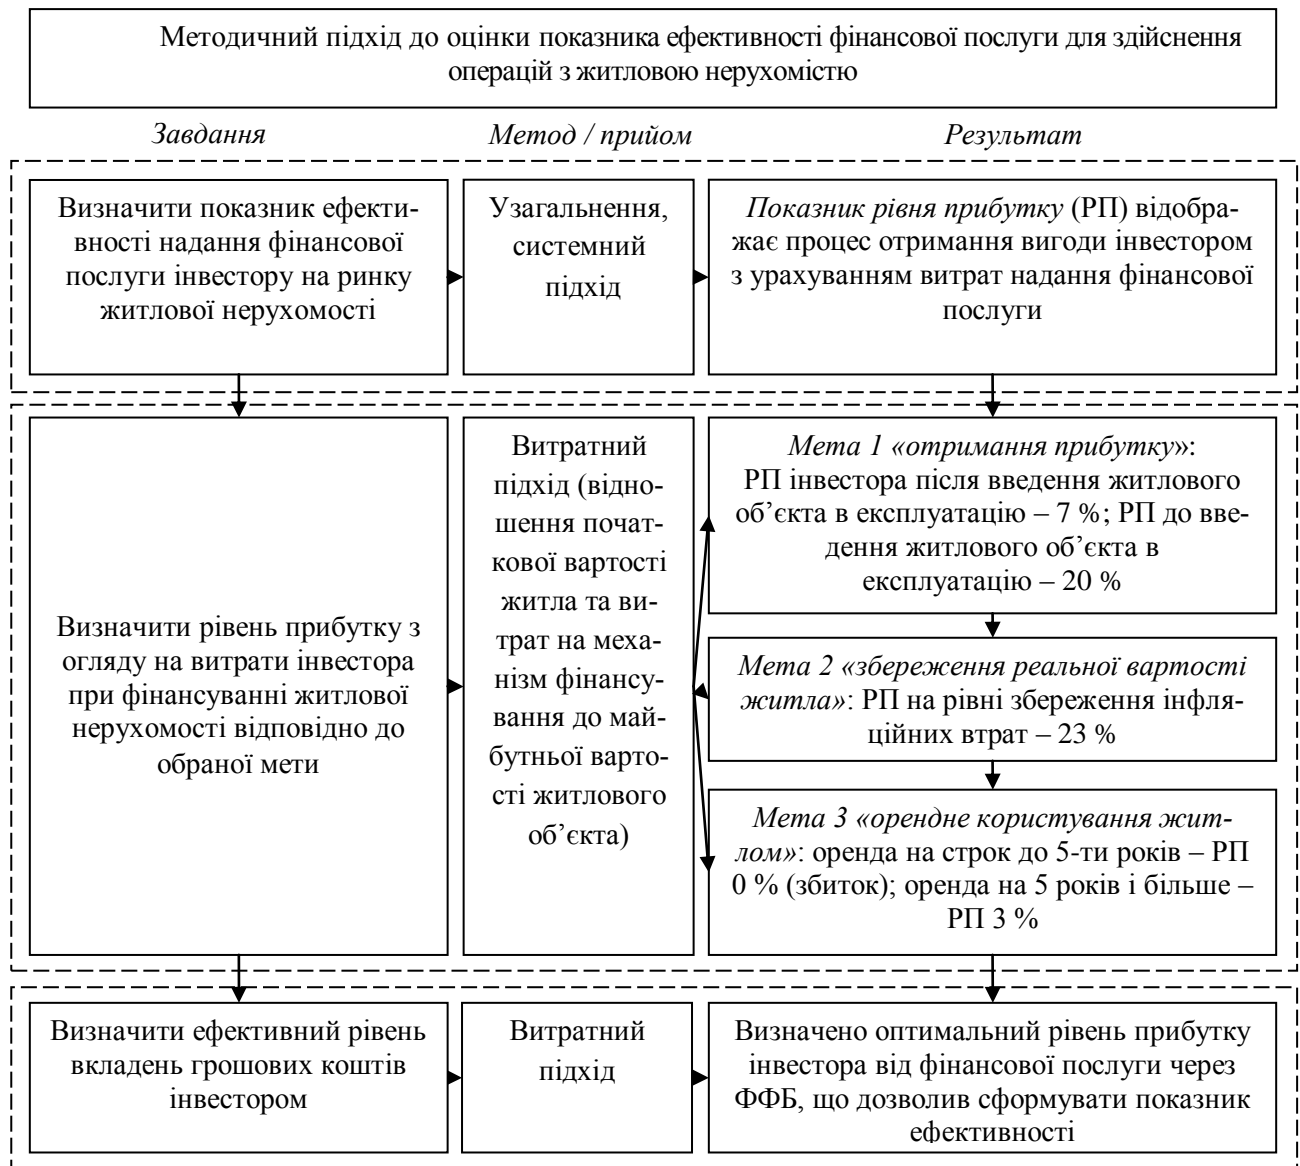 Методичний підхід до оцінки показника ефективності фінансової послуги для здійснення
операцій з житловою нерухомістю
Завдання
Метод / прийом
Результат
Визначити показник ефекти-
вності надання фінансової
послуги інвестору на ринку
житлової нерухомості
Узагальнення,
системний
підхід
Показник рівня прибутку (РП) відобра-
жає процес отримання вигоди інвестором
з урахуванням витрат надання фінансової
послуги
Визначити рівень прибутку з
огляду на витрати інвестора
при фінансуванні житлової
нерухомості відповідно до
обраної мети
Витратний
підхід (відно-
шення почат-
кової вартості
житла та ви-
трат на меха-
нізм фінансу-
вання до май-
бутньої варто-
сті житлового
об’єкта)
Мета 1 «отримання прибутку»:
РП інвестора після введення житлового
об’єкта в експлуатацію – 7 %; РП до вве-
дення житлового об’єкта в
експлуатацію – 20 %
Мета 2 «збереження реальної вартості
житла»: РП на рівні збереження інфля-
ційних втрат – 23 %
Мета 3 «орендне користування жит-
лом»: оренда на строк до 5-ти років – РП
0 % (збиток); оренда на 5 років і більше –
РП 3 %
Визначити ефективний рівень
вкладень грошових коштів
інвестором
Витратний
підхід
Визначено оптимальний рівень прибутку
інвестора від фінансової послуги через
ФФБ, що дозволив сформувати показник
ефективності